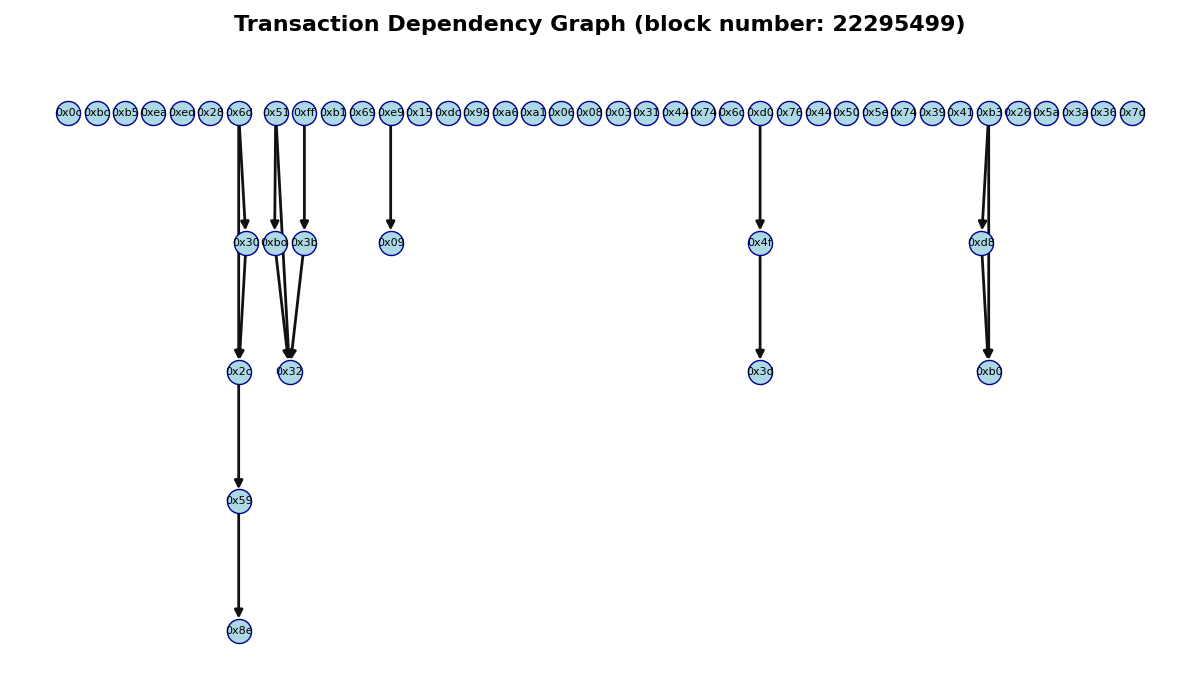 Transaction Dependency Graph (block number: 22295499)
0x0c 0xbc 0xb5 0xea 0xed 0x28 0x6d 0x51 0xff 0xb1 0x69 0xe9 0x15 0xdc 0x98 0xa6 0xa1 0x06 0x08 0x03 0x31 0x44 0x74 0x6c 0xd0 0x76 0x44 0x50 0x5e 0x74 0x39 0x41 0xb3 0x26 0x5a 0x3a 0x36 0x7d
0x30 0xbd 0x3b 0x09 0x4f 0xd8
0x2c 0x32 0x3d 0xb0
0x59
0x8e